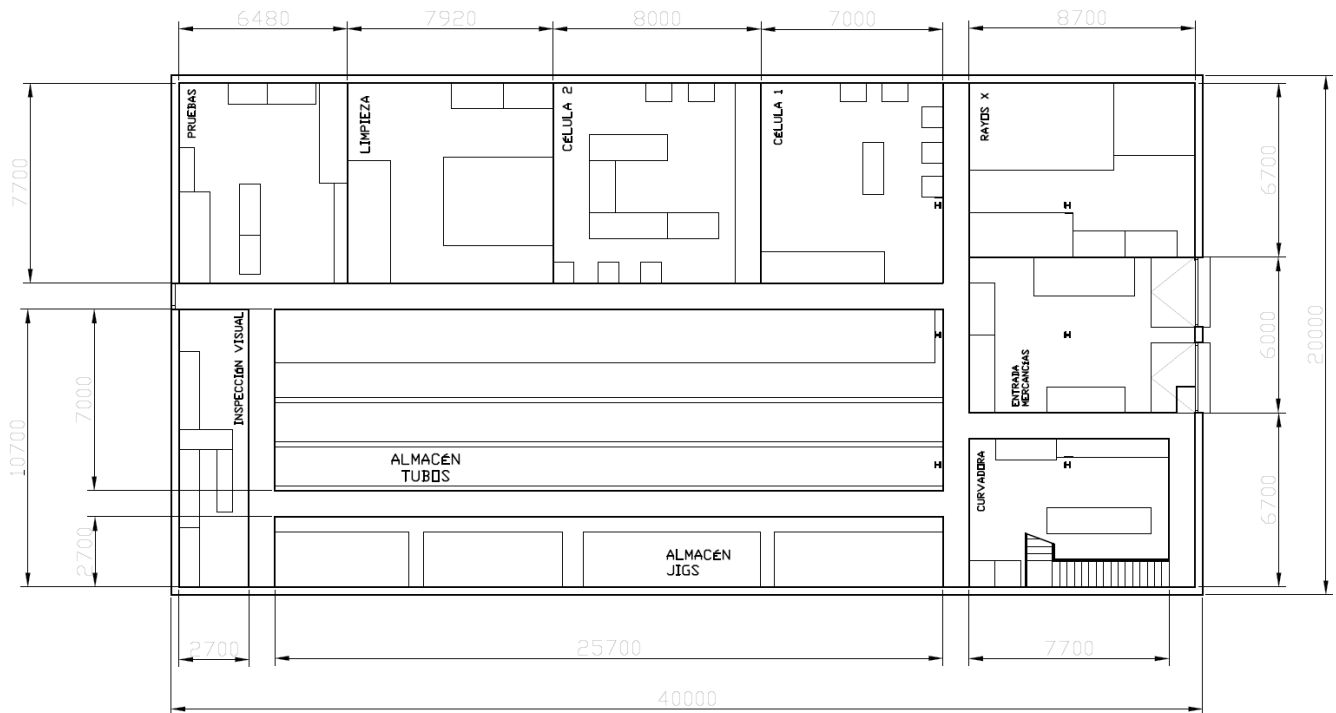 6480
7920
8000
7000
8700
PRUEBAS
LIMPIEZA
CÉLULA 2
CÉLULA 1
RAYOS X
7700
6700
INSPECCIÓN VISUAL
ENTRADA
MERCANCÍAS
6000
20000
10700
7000
ALMACÉN
TUBOS
CURVADORA
6700
2700
ALMACÉN
JIGS
2700
25700
7700
40000